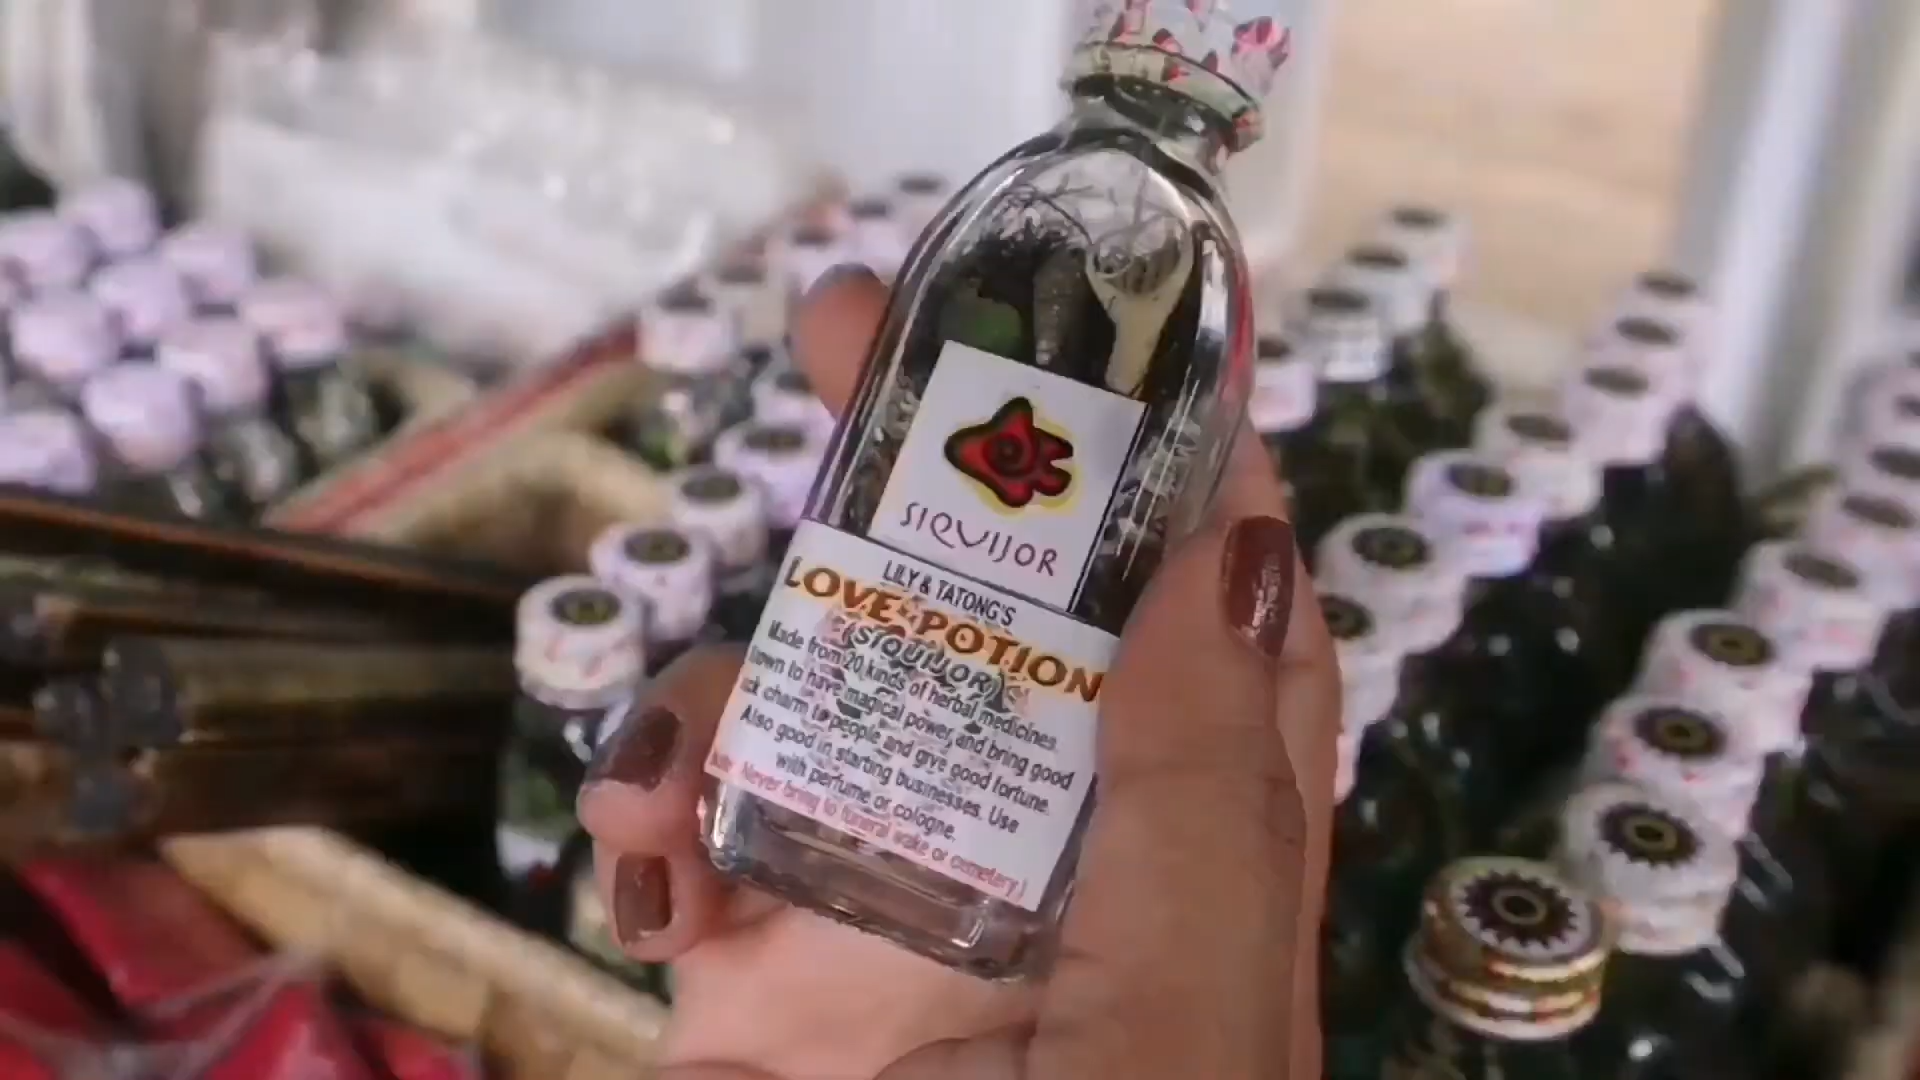 SIQUIJOR
LILY & TATONG'S
LOVE POTION
(SIQUIJOR)
Made from 20 kinds of herbal medicines.
to have magical power and bring good
charm to people and give good fortune.
Also good in starting businesses. Use
with perfume or cologne.
Never bring to funeral wake or cemetery.)